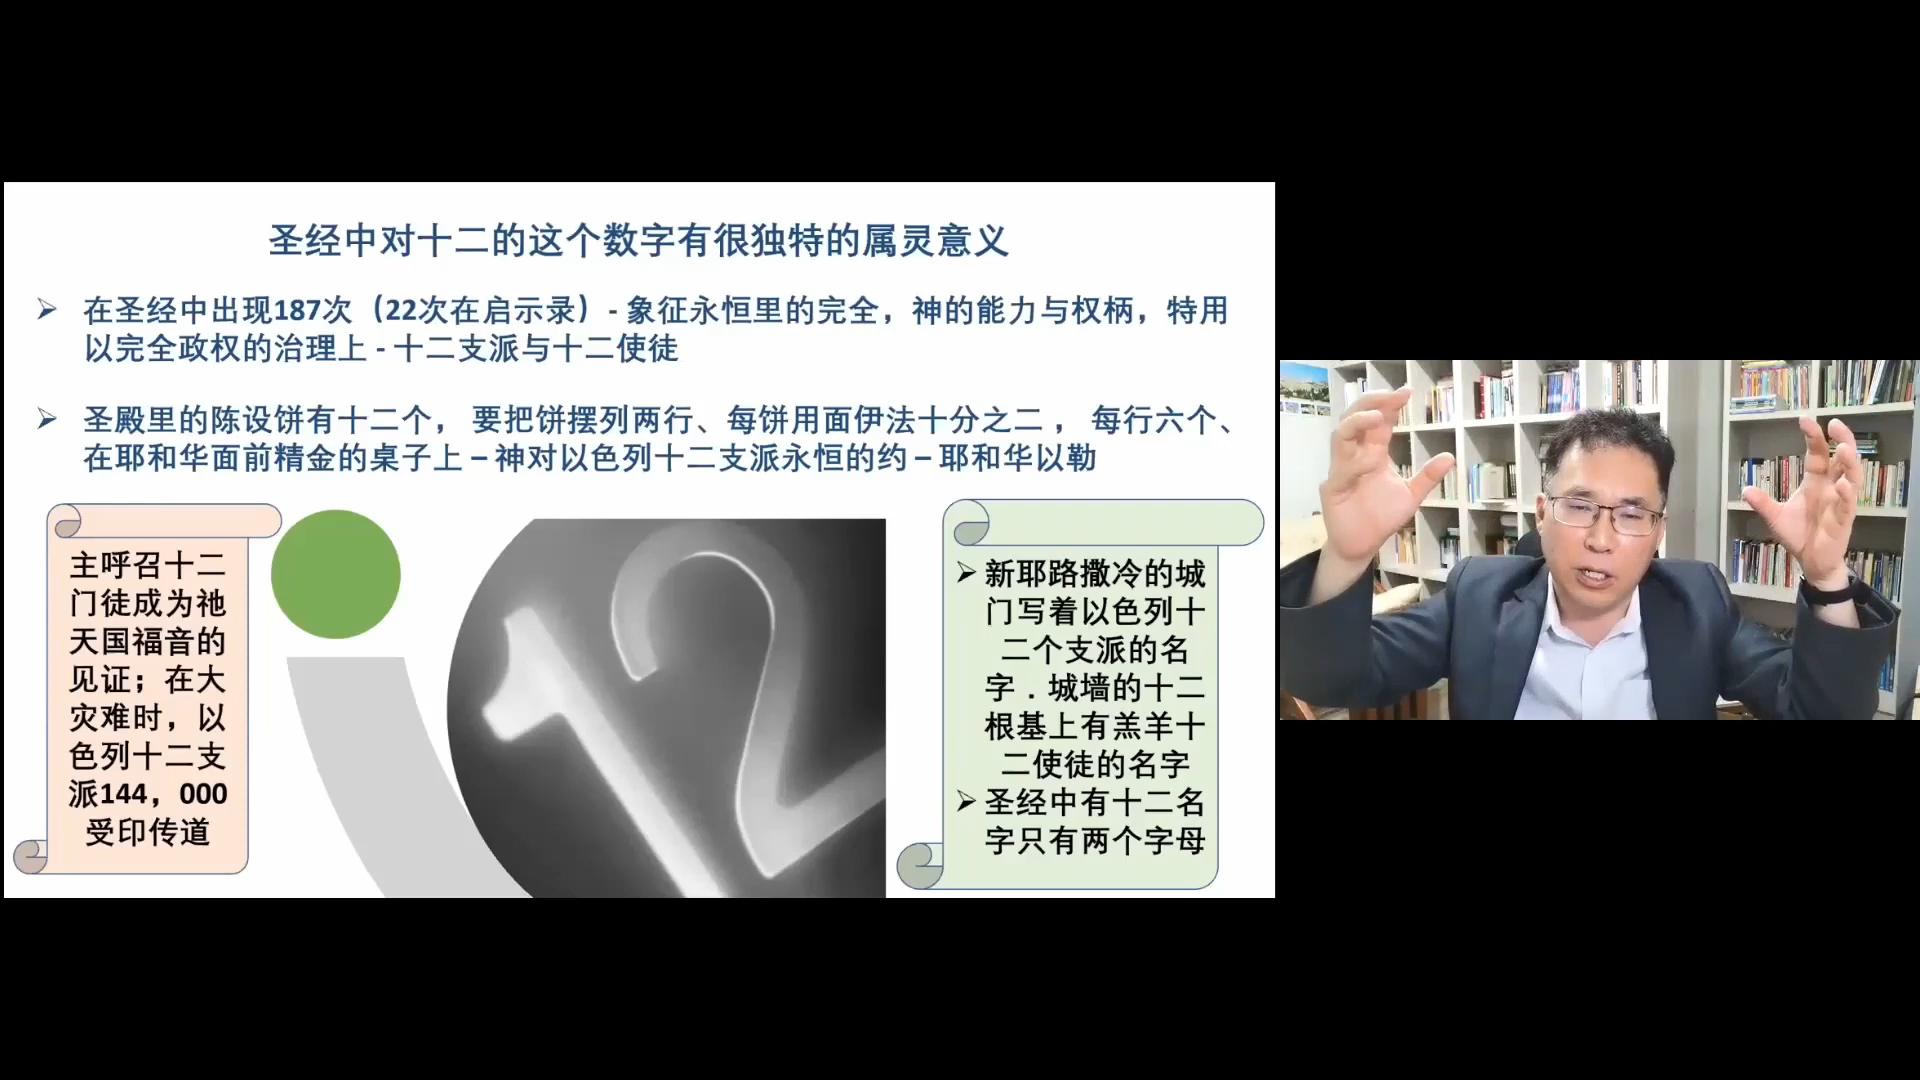 圣经中对十二的这个数字有很独特的属灵意义
➢ 在圣经中出现187次（22次在启示录）- 象征永恒里的完全，神的能力与权柄，特用
以完全政权的治理上 - 十二支派与十二使徒
➢ 圣殿里的陈设饼有十二个， 要把饼摆列两行、每饼用面伊法十分之二 ， 每行六个、
在耶和华面前精金的桌子上 – 神对以色列十二支派永恒的约 – 耶和华以勒
主呼召十二
门徒成为祂
天国福音的
见证；在大
灾难时，以
色列十二支
派144，000
受印传道
12
➢ 新耶路撒冷的城
门写着以色列十
二个支派的名
字．城墙的十二
根基上有羔羊十
二使徒的名字
➢ 圣经中有十二名
字只有两个字母